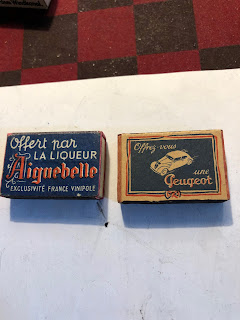 Offert par
LA LIQUEUR
d'Aiguebelle
EXCLUSIVITÉ FRANCE VINIPOLE
Offrez-vous
une
Peugeot